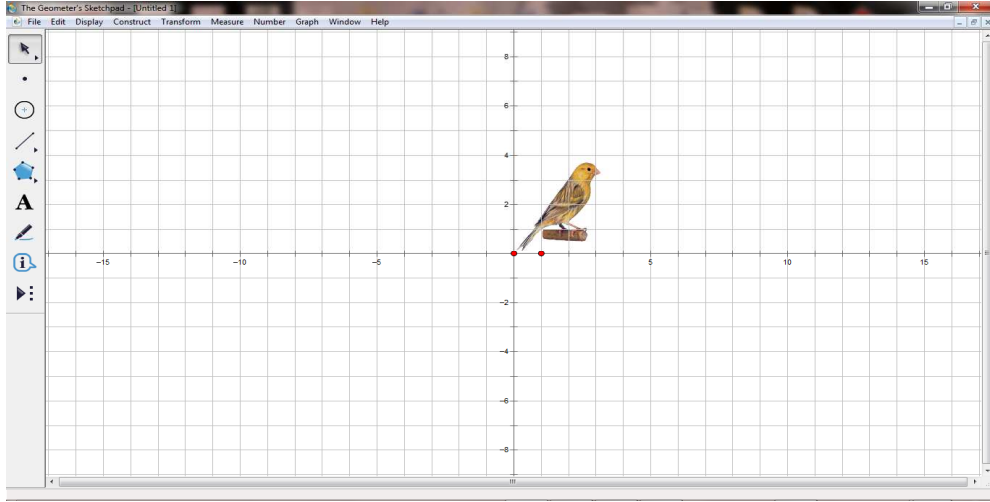 The Geometer's Sketchpad - [Untitled 1]
File Edit Display Construct Transform Measure Number Graph Window Help
8
6
4
2
-15 -10 -5 5 10 15
-2
-4
-6
-8
A
i